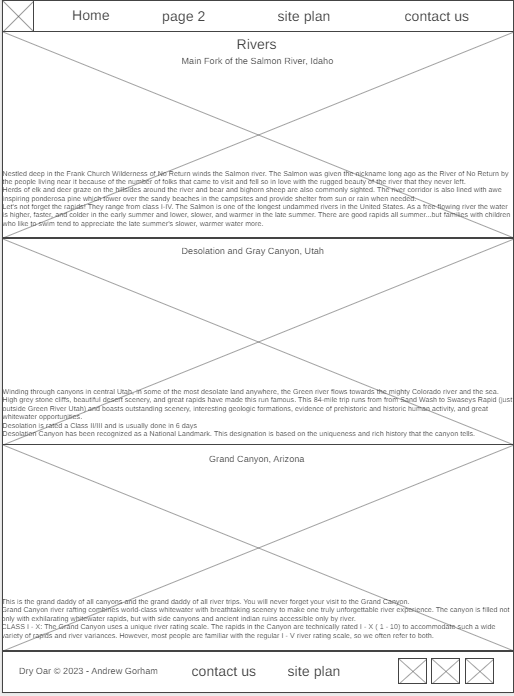 Home page 2 site plan contact us
Rivers
Main Fork of the Salmon River, Idaho
Nestled deep in the Frank Church Wilderness of No Return winds the Salmon river. The Salmon was given the nickname long ago as the River of No Return by
the people living near it because of the number of folks that came to visit and fell so in love with the rugged beauty of the river that they never left.
Herds of elk and deer graze on the hillsides around the river and bear and bighorn sheep are also commonly sighted. The river corridor is also lined with awe
inspiring ponderosa pine which tower over the sandy beaches in the campsites and provide shelter from sun or rain when needed.
Let's not forget the rapids! They range from class I-IV. The Salmon is one of the longest undammed rivers in the United States. As a free flowing river the water
is higher, faster, and colder in the early summer and lower, slower, and warmer in the late summer. There are good rapids all summer...but families with children
who like to swim tend to appreciate the late summer's slower, warmer water more.
Desolation and Gray Canyon, Utah
Winding through canyons in central Utah, in some of the most desolate land anywhere, the Green river flows towards the mighty Colorado river and the sea.
High grey stone cliffs, beautiful desert scenery, and great rapids have made this run famous. This 84-mile trip runs from from Sand Wash to Swaseys Rapid (just
outside Green River Utah) and boasts outstanding scenery, interesting geologic formations, evidence of prehistoric and historic human activity, and great
whitewater opportunities.
Desolation is rated a Class II/III and is usually done in 6 days
Desolation Canyon has been recognized as a National Landmark. This designation is based on the uniqueness and rich history that the canyon tells.
Grand Canyon, Arizona
This is the grand daddy of all canyons and the grand daddy of all river trips. You will never forget your visit to the Grand Canyon.
Grand Canyon river rafting combines world-class whitewater with breathtaking scenery to make one truly unforgettable river experience. The canyon is filled not
only with exhilarating whitewater rapids, but with side canyons and ancient indian ruins accessible only by river.
CLASS I - X: The Grand Canyon uses a unique river rating scale. The rapids in the Canyon are technically rated I - X ( 1 - 10) to accommodate such a wide
variety of rapids and river variances. However, most people are familiar with the regular I - V river rating scale, so we often refer to both.
Dry Oar © 2023 - Andrew Gorham contact us site plan